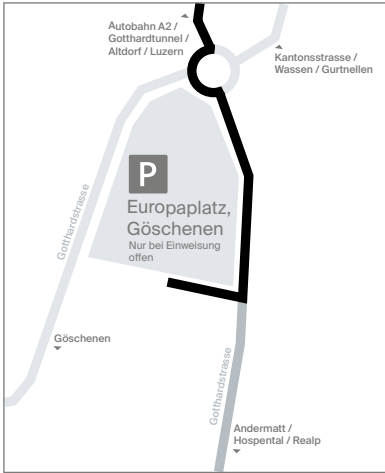 Autobahn A2 /
Gotthardtunnel /
Altdorf / Luzern
Kantonsstrasse /
Wassen / Gurtnellen
P
Europaplatz,
Göschenen
Nur bei Einweisung
offen
Gotthardstrasse
Göschenen
Gotthardstrasse
Andermatt /
Hospental / Realp